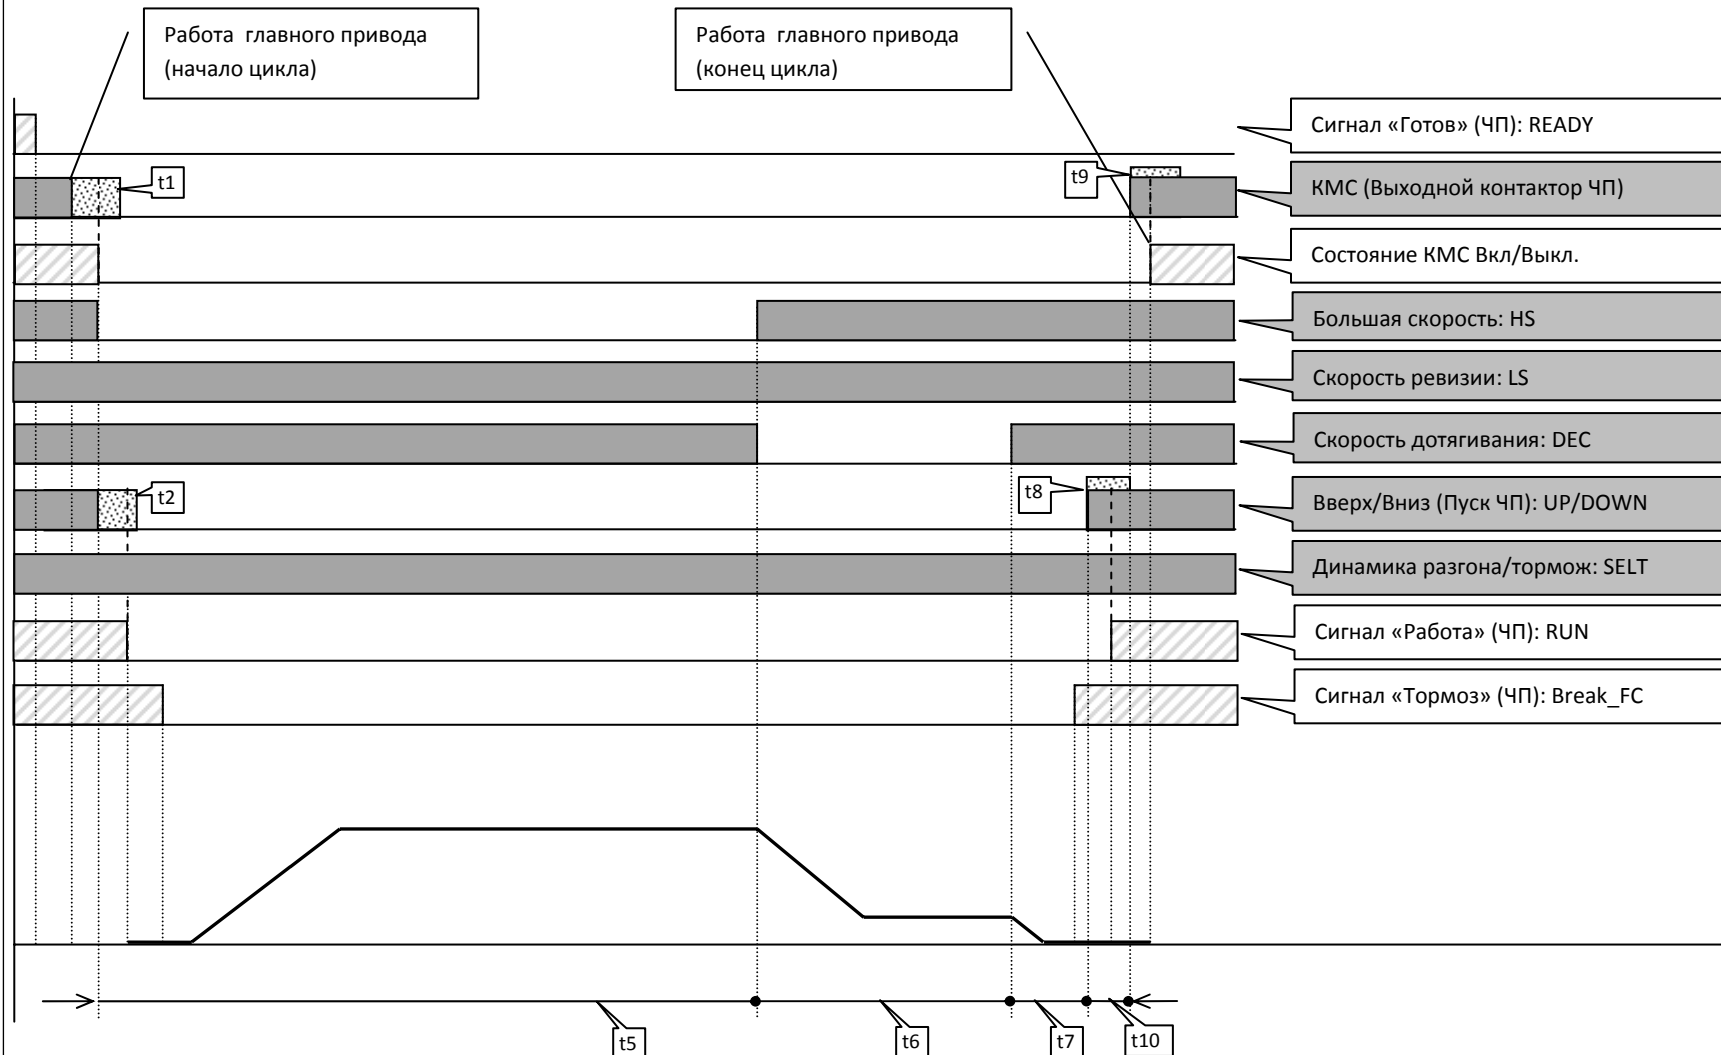 Работа главного привода
(начало цикла)
Работа главного привода
(конец цикла)
Сигнал «Готов» (ЧП): READY
t1
t9
КМС (Выходной контактор ЧП)
Состояние КМС Вкл/Выкл.
Большая скорость: HS
Скорость ревизии: LS
Скорость дотягивания: DEC
t2
t8
Вверх/Вниз (Пуск ЧП): UP/DOWN
Динамика разгона/тормож: SELT
Сигнал «Работа» (ЧП): RUN
Сигнал «Тормоз» (ЧП): Break_FC
t5
t6
t7
t10